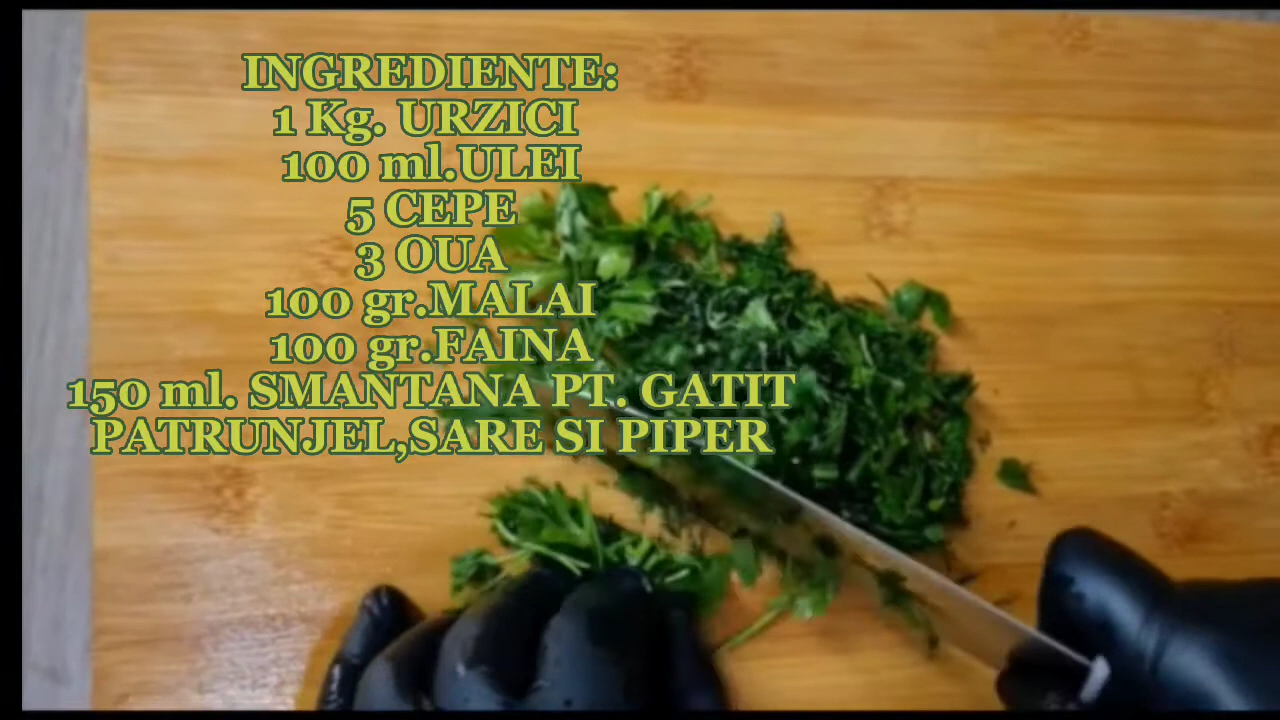 INGREDIENTE:
1 Kg. URZICI
100 ml.ULEI
5 CEPE
3 OUA
100 gr.MALAI
100 gr.FAINA
150 ml. SMANTANA PT. GATIT
PATRUNJEL,SARE SI PIPER